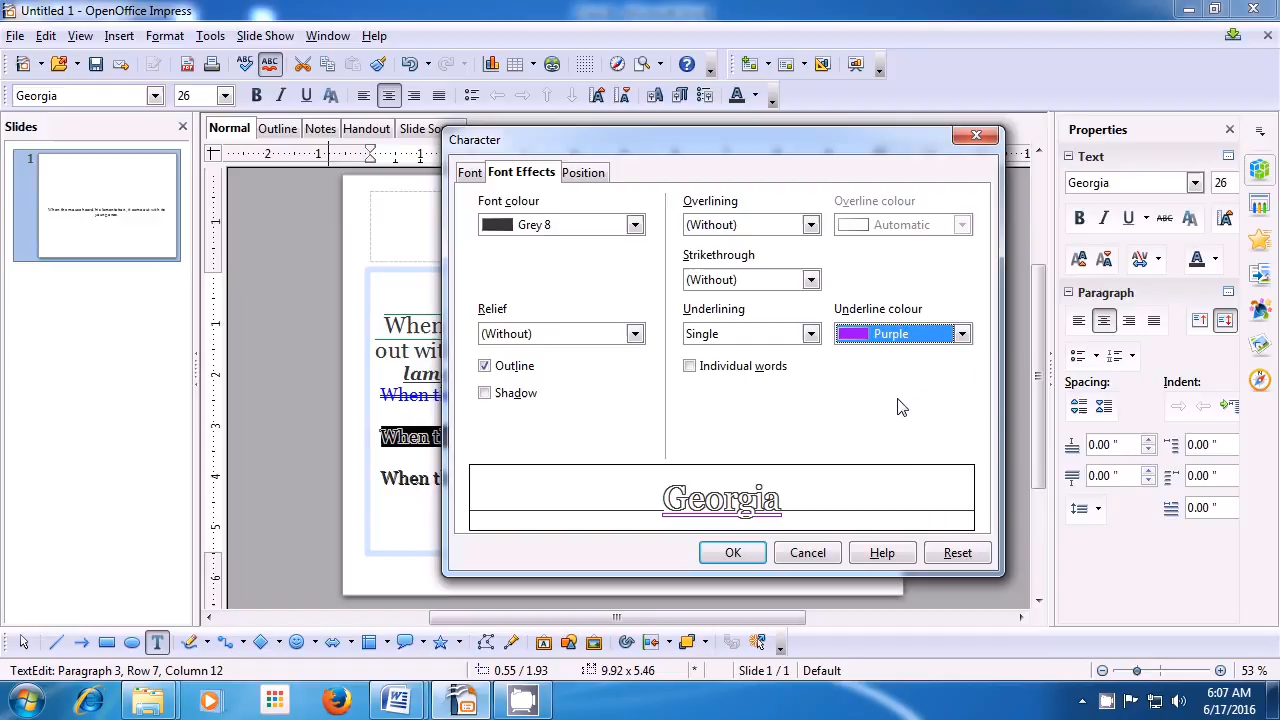 Untitled 1 - OpenOffice Impress
File Edit View Insert Format Tools Slide Show Window Help
Georgia 26
Slides
Normal Outline Notes Handout
1
When
out wit
When t
When t
When t
Character
Font Font Effects Position
Font colour
Grey 8
Overlining
(Without)
Overline colour
Automatic
Strikethrough
(Without)
Relief
(Without)
Underlining
Single
Underline colour
Purple
Outline
Individual words
Shadow
Georgia
OK Cancel Help Reset
Properties
Text
Georgia 26
Paragraph
Spacing: Indent:
0.00 " 0.00 "
0.00 " 0.00 "
0.00 "
TextEdit: Paragraph 3, Row 7, Column 12 0.55 / 1.93 9.92 x 5.46 * Slide 1 / 1 Default 53 %
6:07 AM
6/17/2016